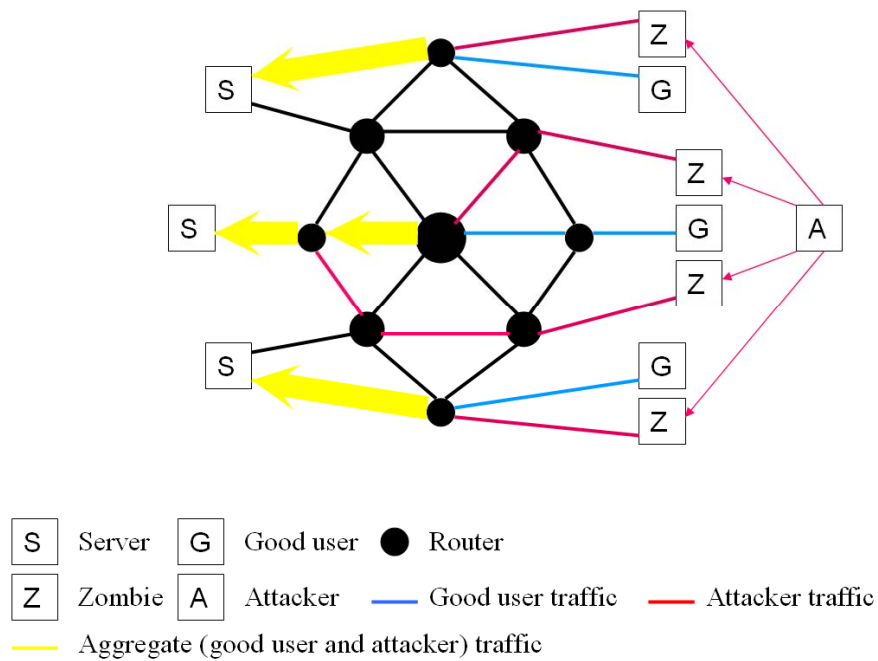 Z
S
G
Z
S
G
A
Z
S
G
Z
S Server G Good user Router
Z Zombie A Attacker Good user traffic Attacker traffic
Aggregate (good user and attacker) traffic